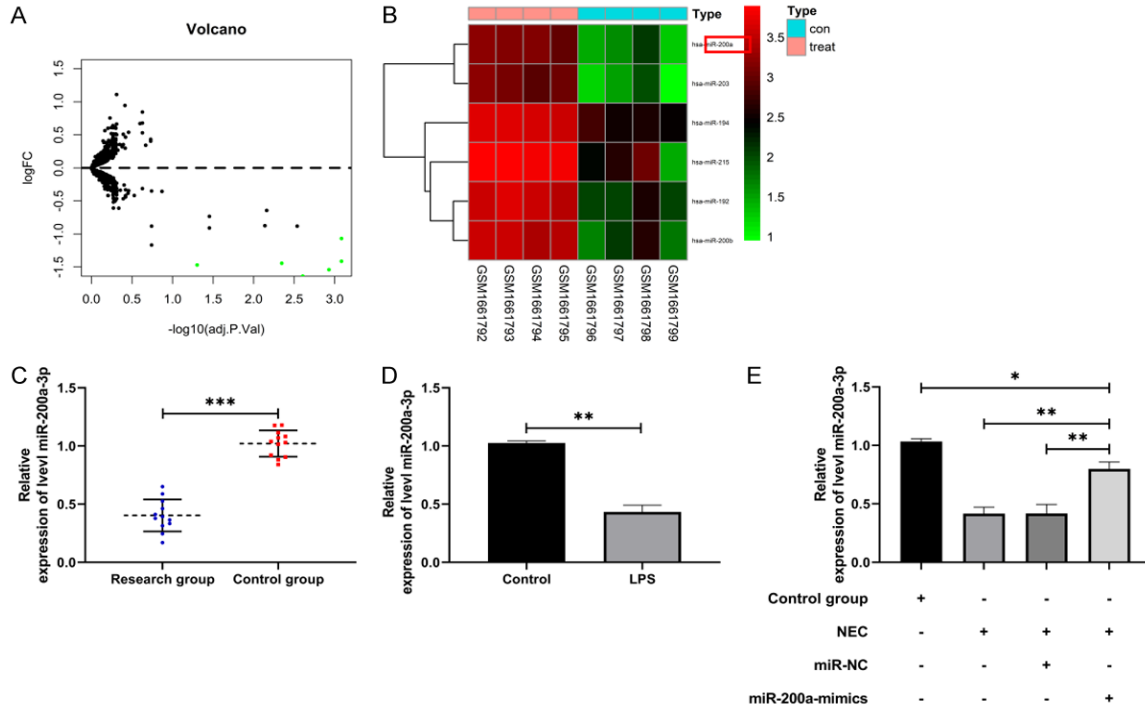 A
Volcano
logFC
1.5
1.0
0.5
0.0
-0.5
-1.0
-1.5
0.0 0.5 1.0 1.5 2.0 2.5 3.0
-log10(adj.P.Val)
B
Type
hsa-miR-200a
hsa-miR-203
hsa-miR-194
hsa-miR-215
hsa-miR-192
hsa-miR-200b
GSM1661792
GSM1661793
GSM1661794
GSM1661795
GSM1661796
GSM1661797
GSM1661798
GSM1661799
3.5
3
2.5
2
1.5
1
Type
con
treat
C
Relative
expression of lvevl miR-200a-3p
1.5
1.0
0.5
0.0
***
Research group Control group
D
Relative
expression of lvevl miR-200a-3p
1.5
1.0
0.5
0.0
**
Control LPS
E
Relative
expression of lvevl miR-200a-3p
1.5
1.0
0.5
0.0
*
**
**
Control group + - - -
NEC - + + +
miR-NC - - + -
miR-200a-mimics - - - +